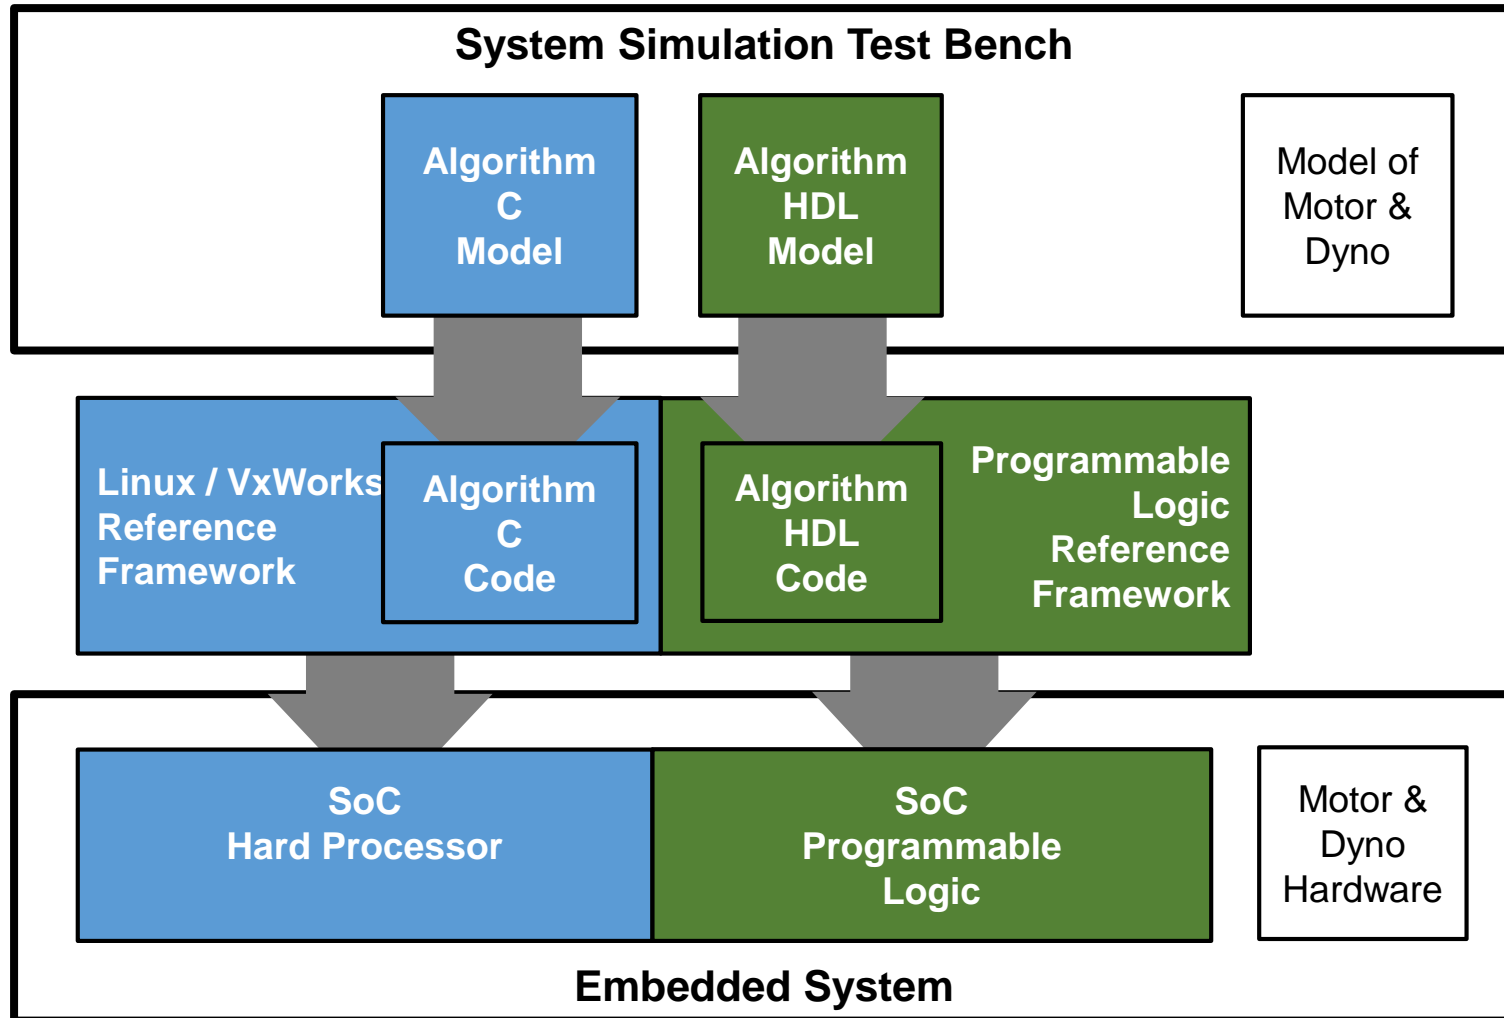 System Simulation Test Bench
Algorithm
C
Model
Algorithm
HDL
Model
Model of
Motor &
Dyno
Linux / VxWorks
Reference
Framework
Algorithm
C
Code
Algorithm
HDL
Code
Programmable
Logic
Reference
Framework
SoC
Hard Processor
SoC
Programmable
Logic
Motor &
Dyno
Hardware
Embedded System